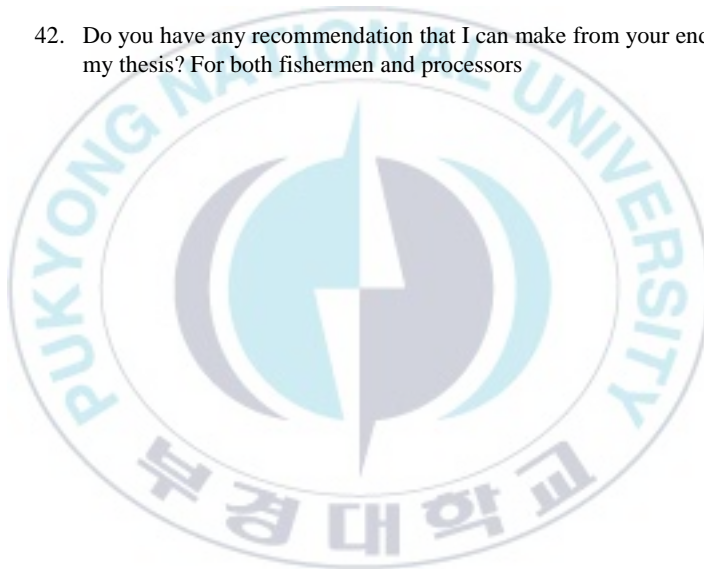 42. Do you have any recommendation that I can make from your end
my thesis? For both fishermen and processors
PUKYONG NATIONAL UNIVERSITY
부경대학교